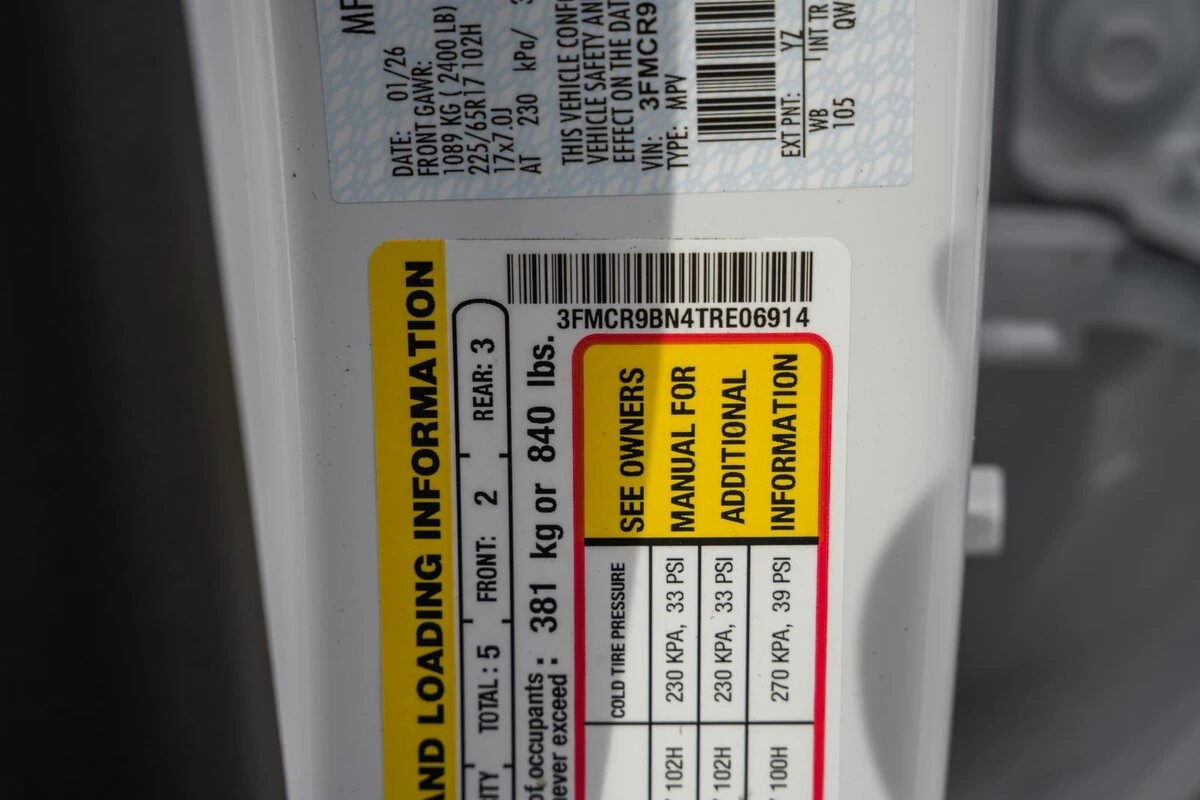 MF
DATE: 01/26
FRONT GAWR:
1089 KG ( 2400 LB)
225/65R17 102H
17x7.0J
AT 230 kPa/ 3
THIS VEHICLE CONF
VEHICLE SAFETY AN
EFFECT ON THE DAT
VIN: 3FMCR9
TYPE: MPV
EXT PNT: YZ
WB INT TR
105 QW
3FMCR9BN4TRE06914
AND LOADING INFORMATION
ITY TOTAL : 5 FRONT: 2 REAR: 3
of occupants :
never exceed : 381 kg or 840 lbs.
COLD TIRE PRESSURE
102H 230 KPA, 33 PSI
102H 230 KPA, 33 PSI
100H 270 KPA, 39 PSI
SEE OWNERS
MANUAL FOR
ADDITIONAL
INFORMATION